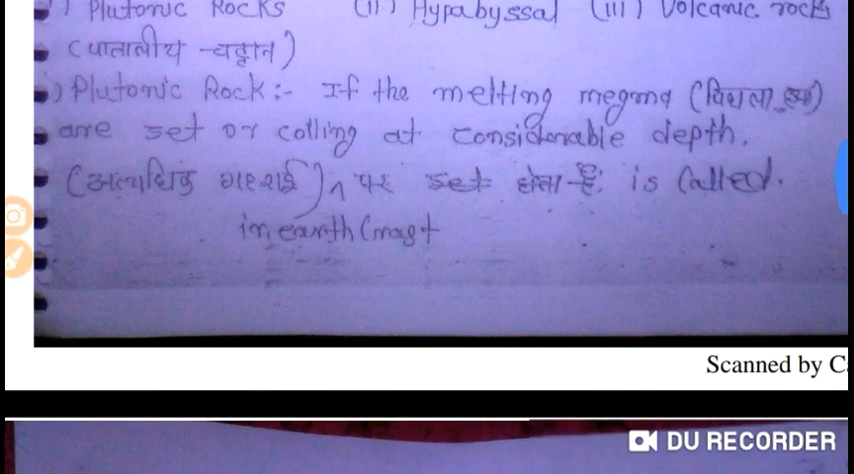 ) Plutonic Rocks (ii) Hypabyssal (iii) Volcanic rocks
(पातालीय चट्टान)
) Plutonic Rock :- If the melting megma (पिघला हुआ)
are set or colling at considerable depth.
(अत्यधिक गहराई) पर set होता है. is Called.
in earth
Scanned by C
DU RECORDER